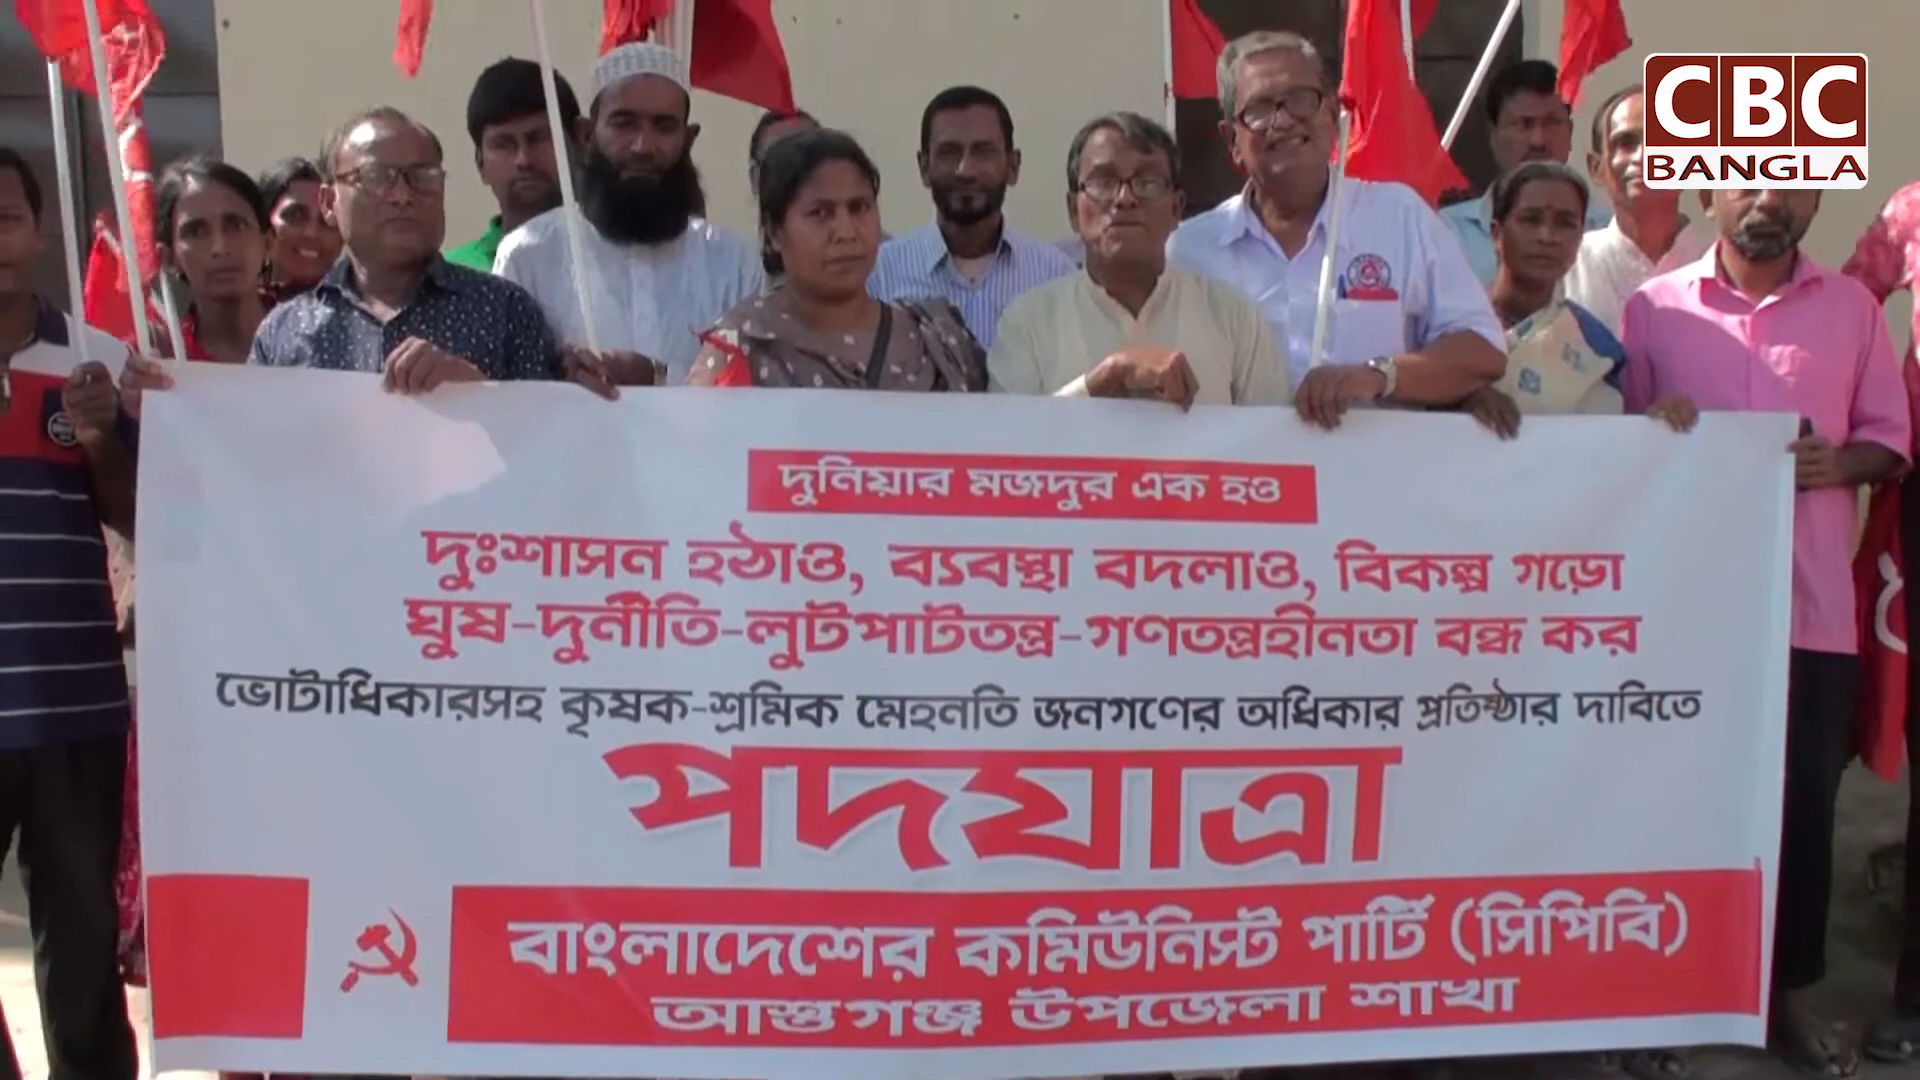 CBC
BANGLA
দুনিয়ার মজদুর এক হও
দুঃশাসন হঠাও, ব্যবস্থা বদলাও, বিকল্প গড়ো
ঘুষ-দুর্নীতি-লুটপাটতন্ত্র-গণতন্ত্রহীনতা বন্ধ কর
ভোটাধিকারসহ কৃষক-শ্রমিক মেহনতি জনগণের অধিকার প্রতিষ্ঠার দাবিতে
পদযাত্রা
বাংলাদেশের কমিউনিস্ট পার্টি (সিপিবি)
আশুগঞ্জ উপজেলা শাখা